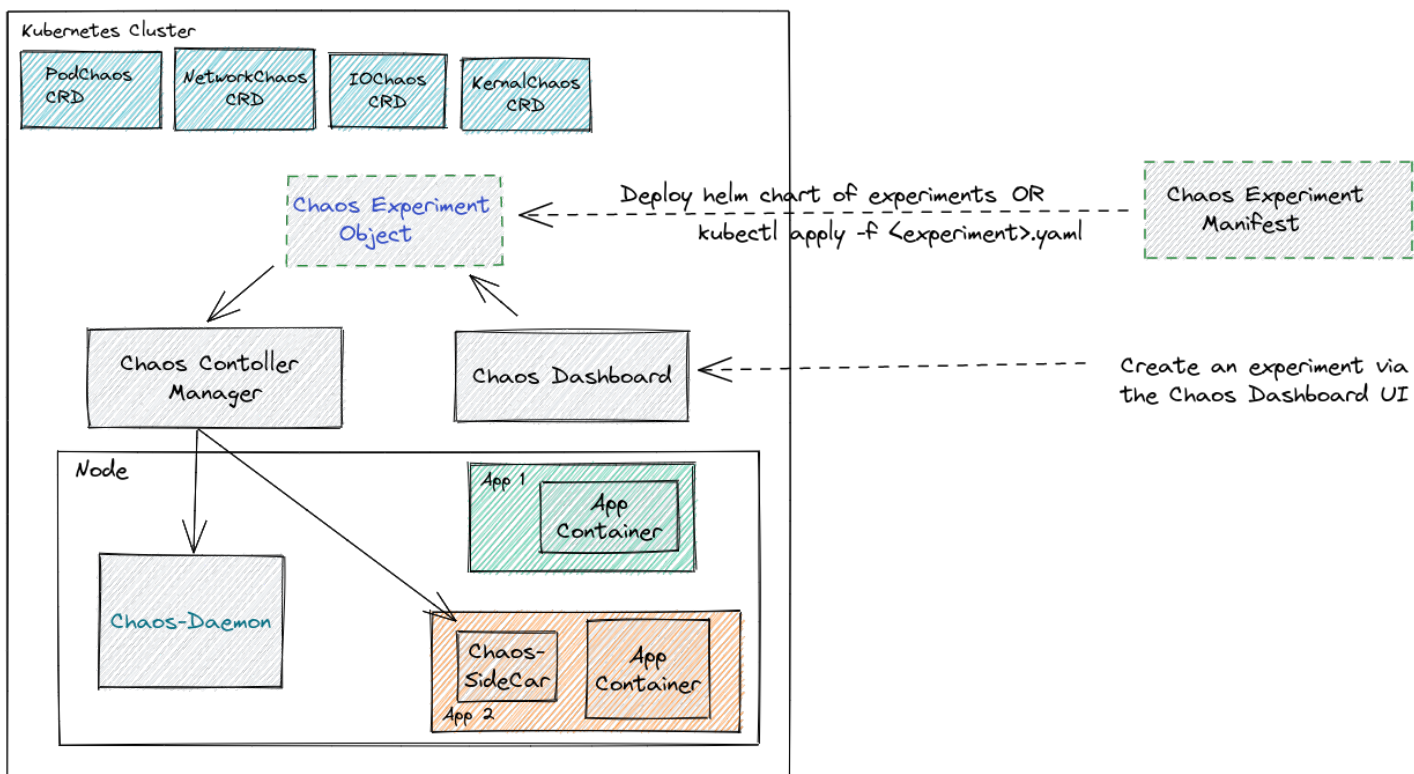 Kubernetes Cluster
PodChaos
CRD
NetworkChaos
CRD
IOChaos
CRD
KernalChaos
CRD
Chaos Experiment
Object
Deploy helm chart of experiments OR
kubectl apply -f <experiment>.yaml
Chaos Experiment
Manifest
Chaos Contoller
Manager
Chaos Dashboard
Create an experiment via
the Chaos Dashboard UI
Node
App 1
App
Container
Chaos-Daemon
Chaos-
SideCar
App
Container
App 2